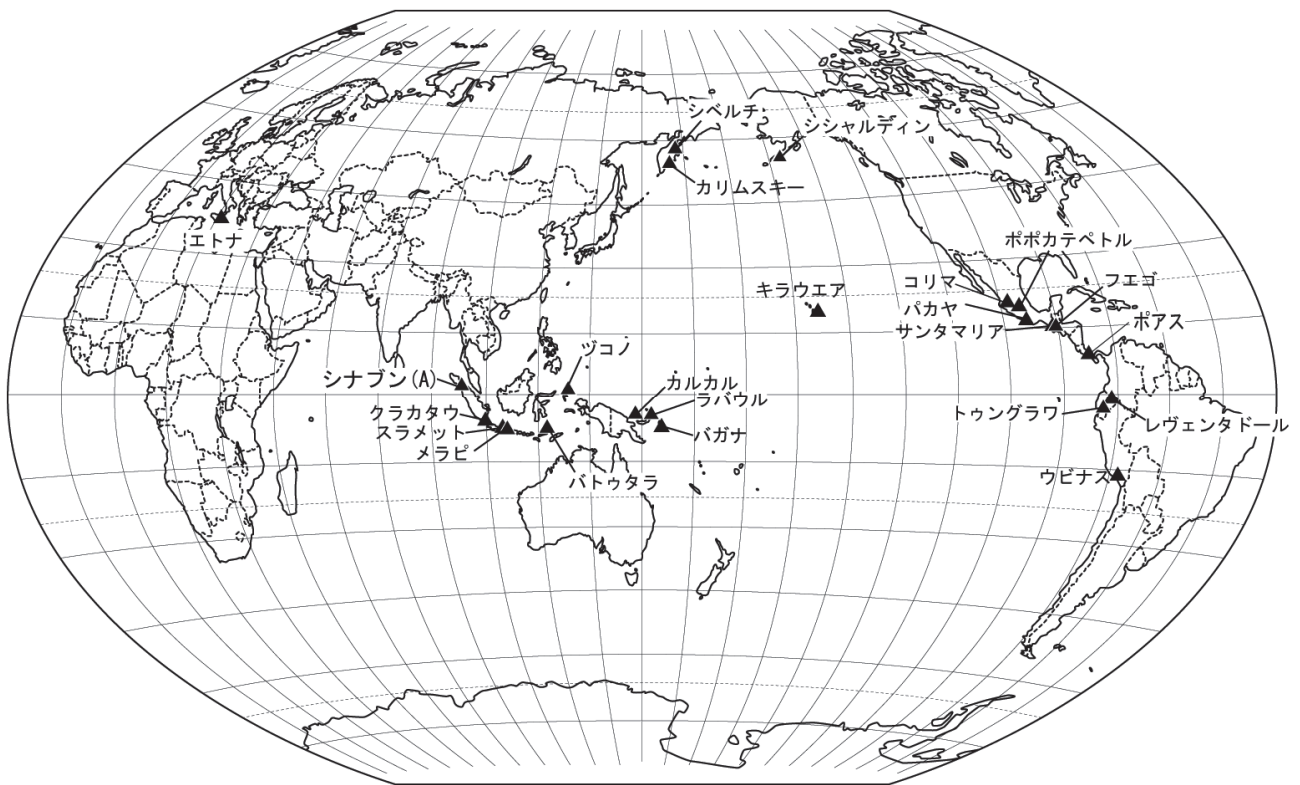 シベルチ
シシャルディン
カリムスキー
エトナ
ポポカテペトル
コリマ
フエゴ
キラウエア
パカヤ
サンタマリア
ポアス
ヅコノ
シナブン(A)
カルカル
ラバウル
クラカタウ
スラメット
メラピ
バガナ
トゥングラワ
レヴェンタドール
バトゥタラ
ウビナス